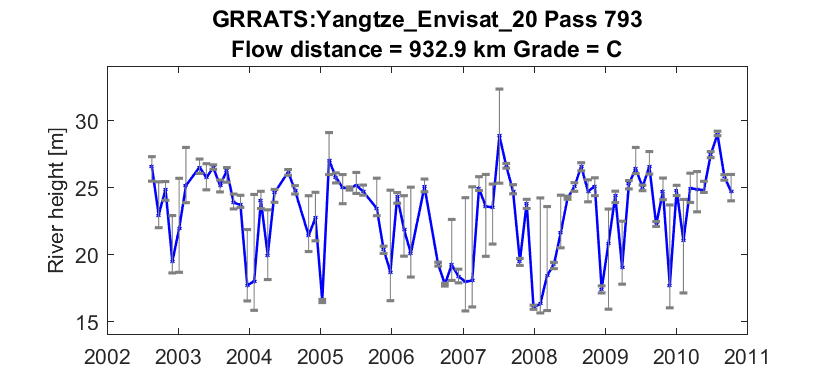 GRRATS:Yangtze_Envisat_20 Pass 793
Flow distance = 932.9 km Grade = C
River height [m]
30
25
20
15
2002 2003 2004 2005 2006 2007 2008 2009 2010 2011